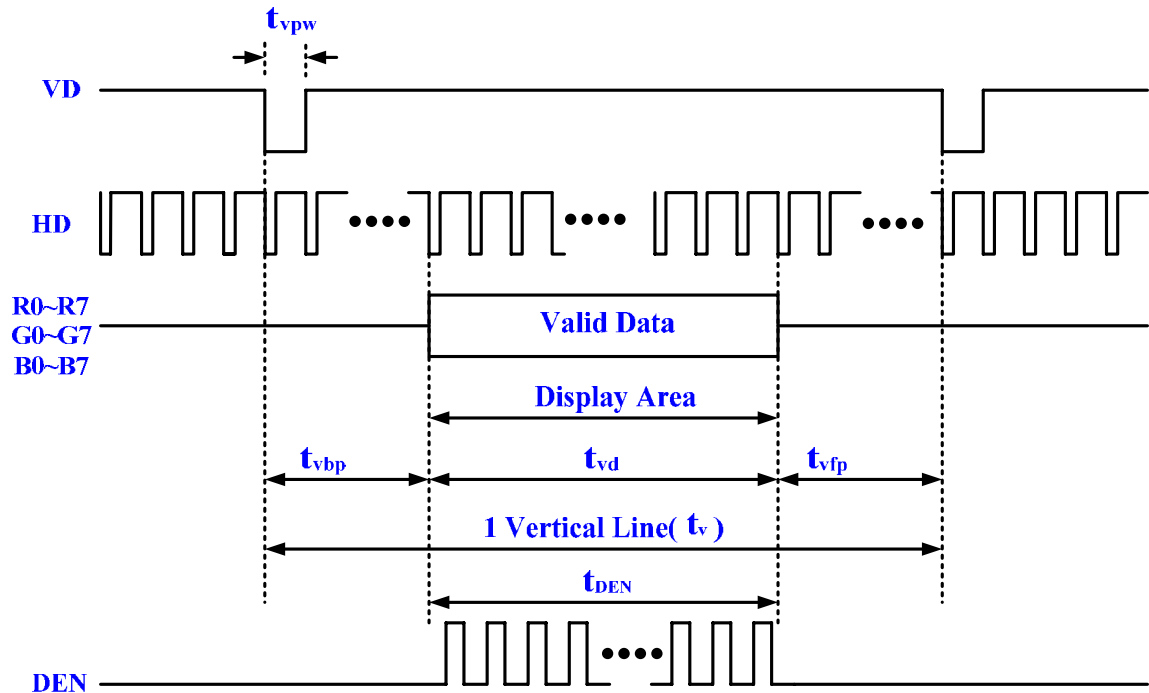 tvpw
VD
HD
R0~R7
G0~G7
B0~B7
Valid Data
Display Area
tvbp
tvd
tvfp
1 Vertical Line( tv )
tDEN
DEN